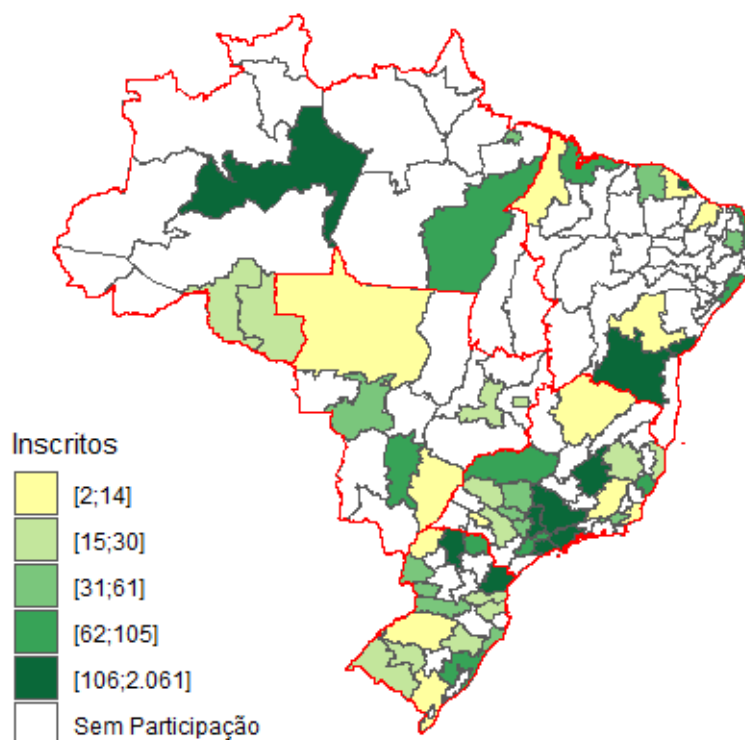 Inscritos
[2;14]
[15;30]
[31;61]
[62;105]
[106;2.061]
Sem Participação